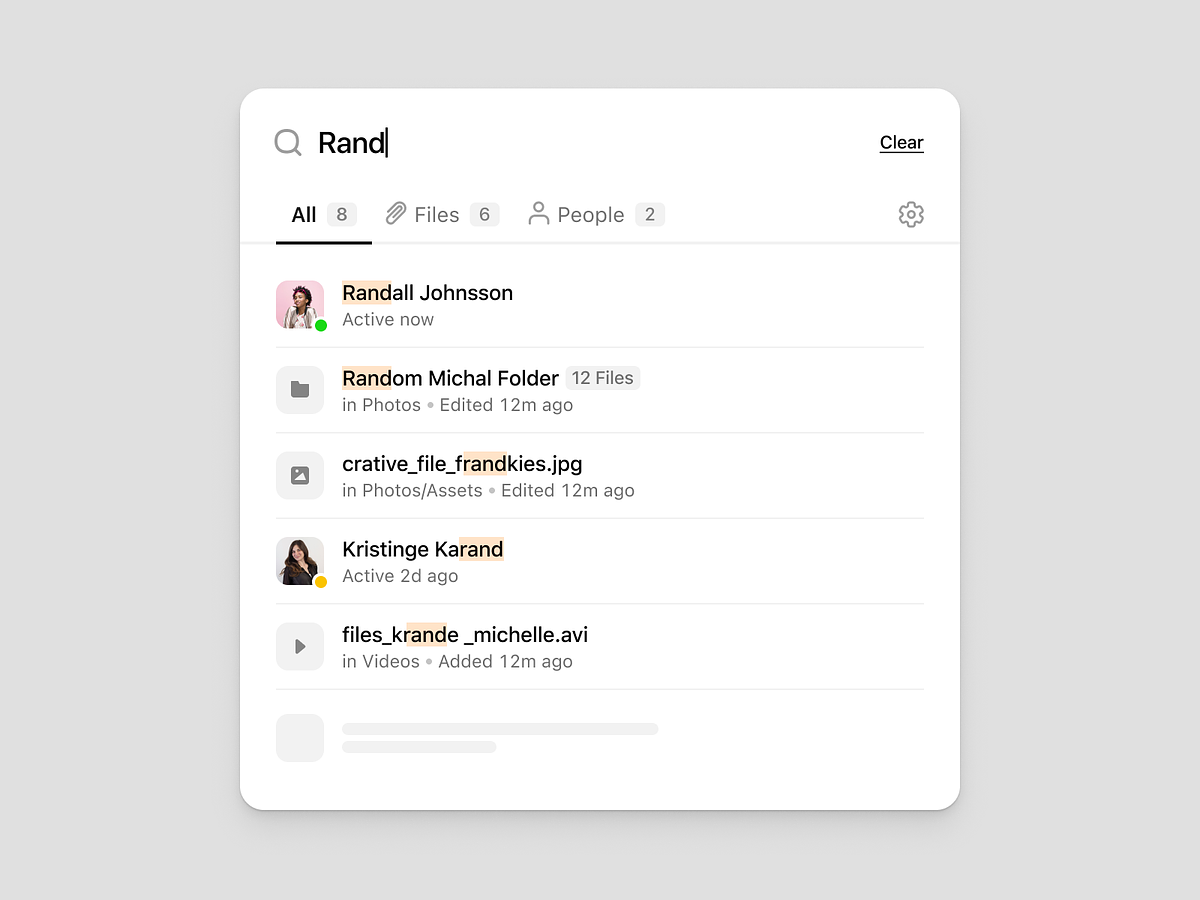 Rand
Clear
All 8 Files 6 People 2
Randall Johnsson
Active now
Random Michal Folder 12 Files
in Photos • Edited 12m ago
crative_file_frandkies.jpg
in Photos/Assets • Edited 12m ago
Kristinge Karand
Active 2d ago
files_krande _michelle.avi
in Videos • Added 12m ago